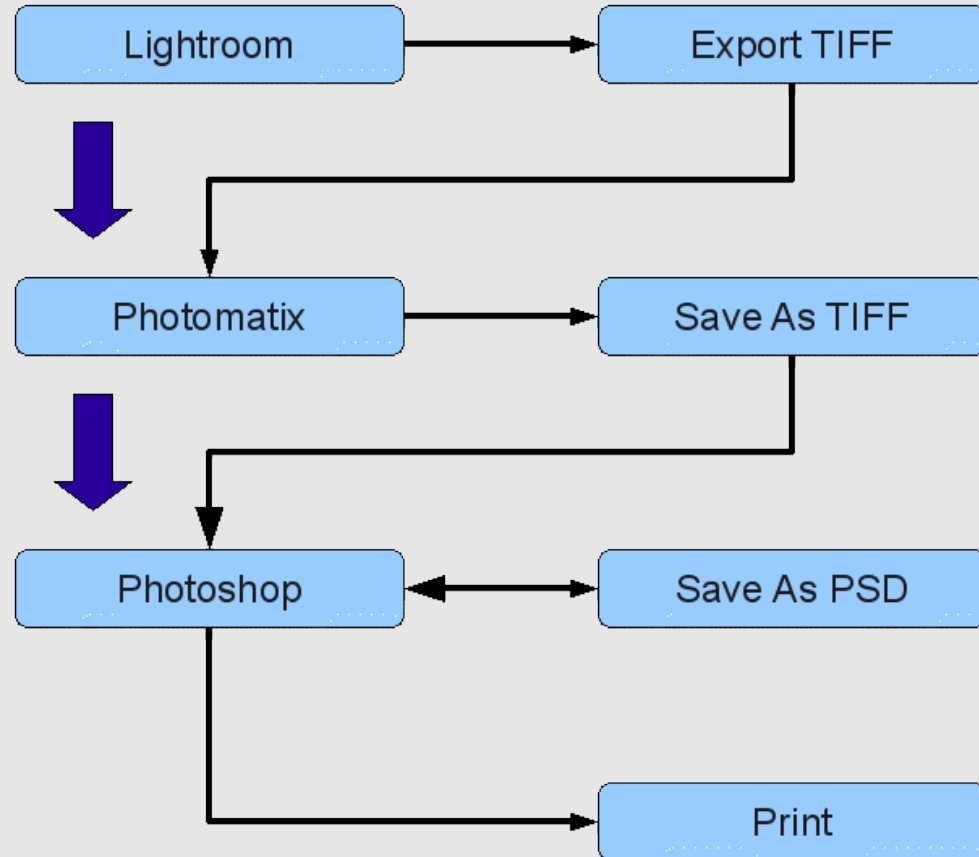 Lightroom
Export TIFF
Photomatix
Save As TIFF
Photoshop
Save As PSD
Print